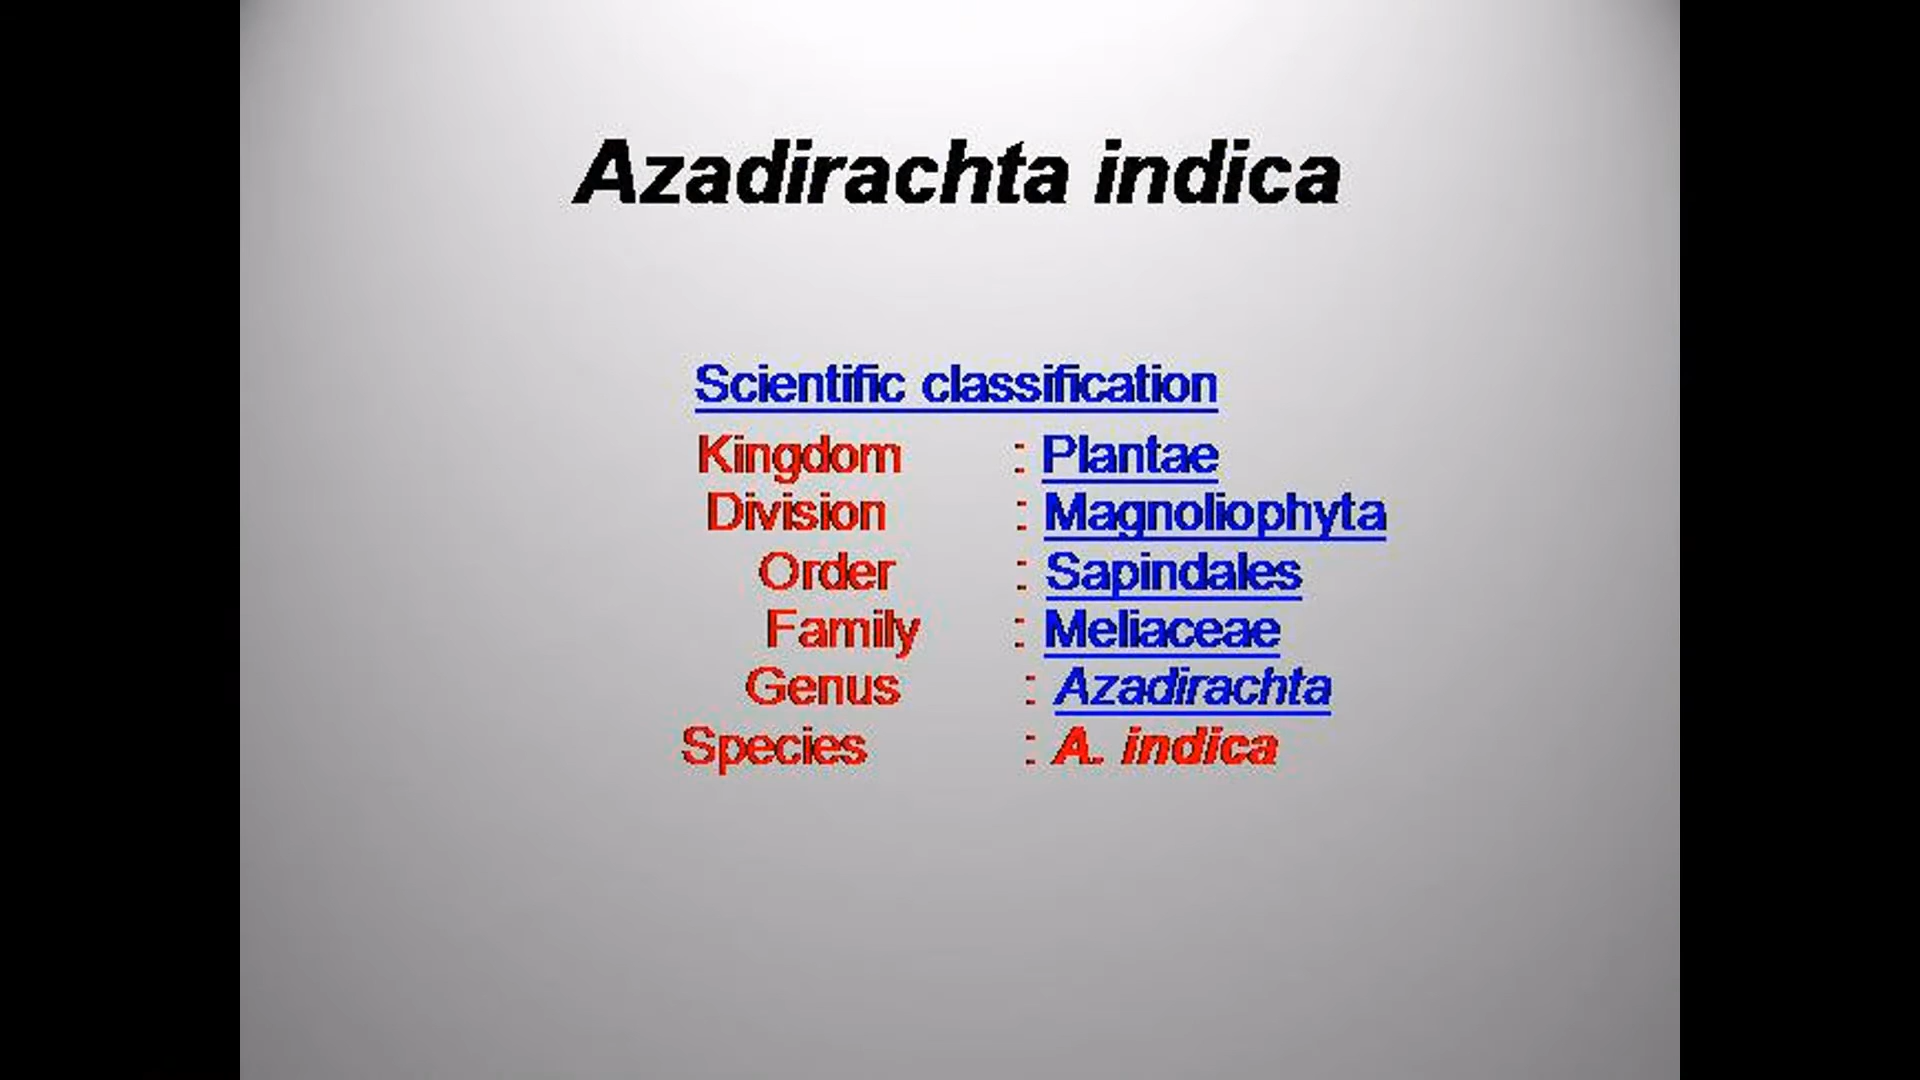 Azadirachta indica
Scientific classification
Kingdom : Plantae
Division : Magnoliophyta
Order : Sapindales
Family : Meliaceae
Genus : Azadirachta
Species : A. indica